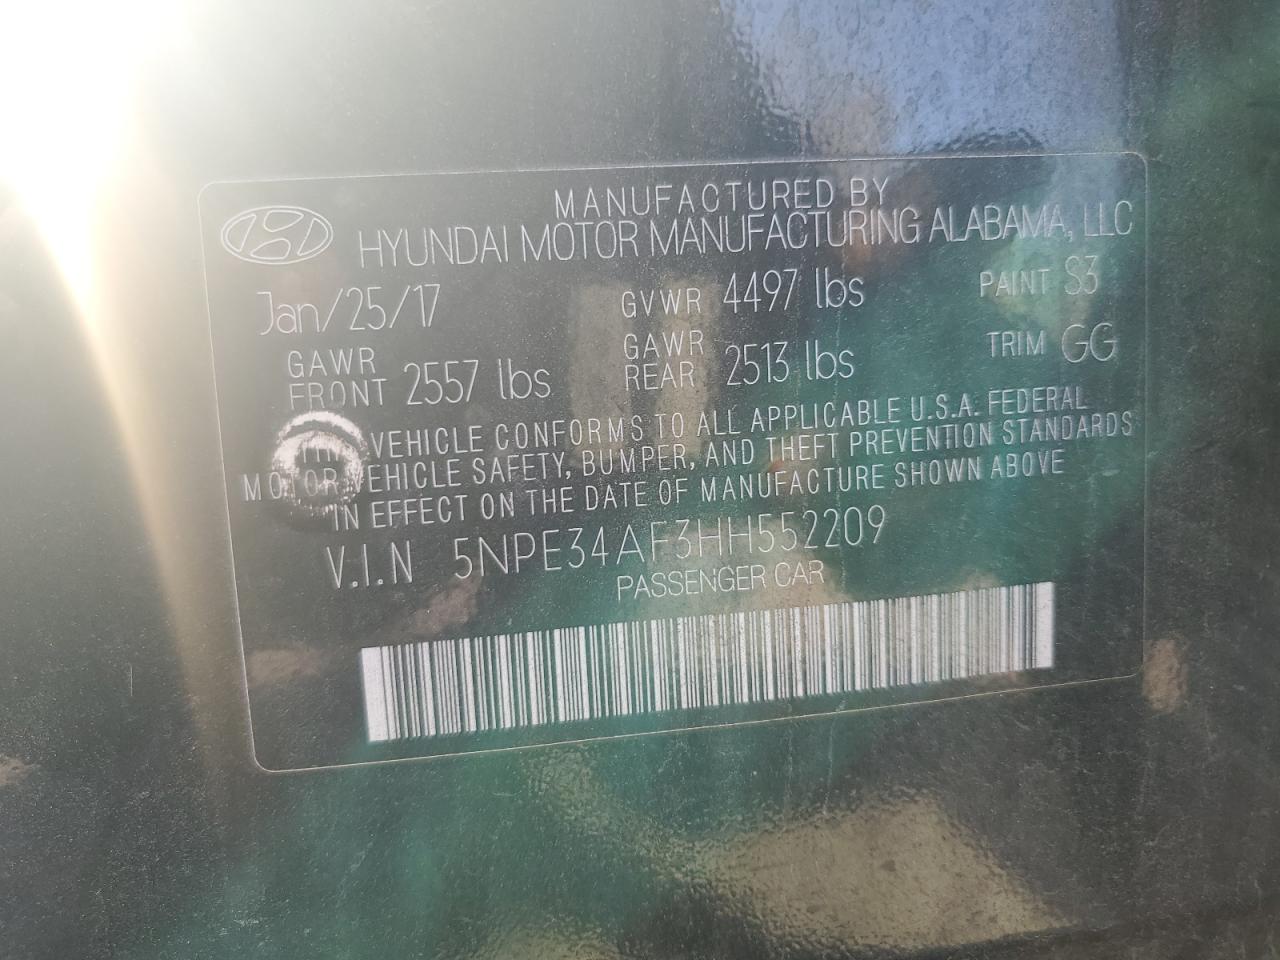 MANUFACTURED BY
HYUNDAI MOTOR MANUFACTURING ALABAMA, LLC
Jan/25/17 GVWR 4497 lbs PAINT S3
GAWR FRONT 2557 lbs GAWR REAR 2513 lbs TRIM GG
THIS VEHICLE CONFORMS TO ALL APPLICABLE U.S.A. FEDERAL
MOTOR VEHICLE SAFETY, BUMPER, AND THEFT PREVENTION STANDARDS
IN EFFECT ON THE DATE OF MANUFACTURE SHOWN ABOVE
V.I.N 5NPE34AF3HH552209
PASSENGER CAR